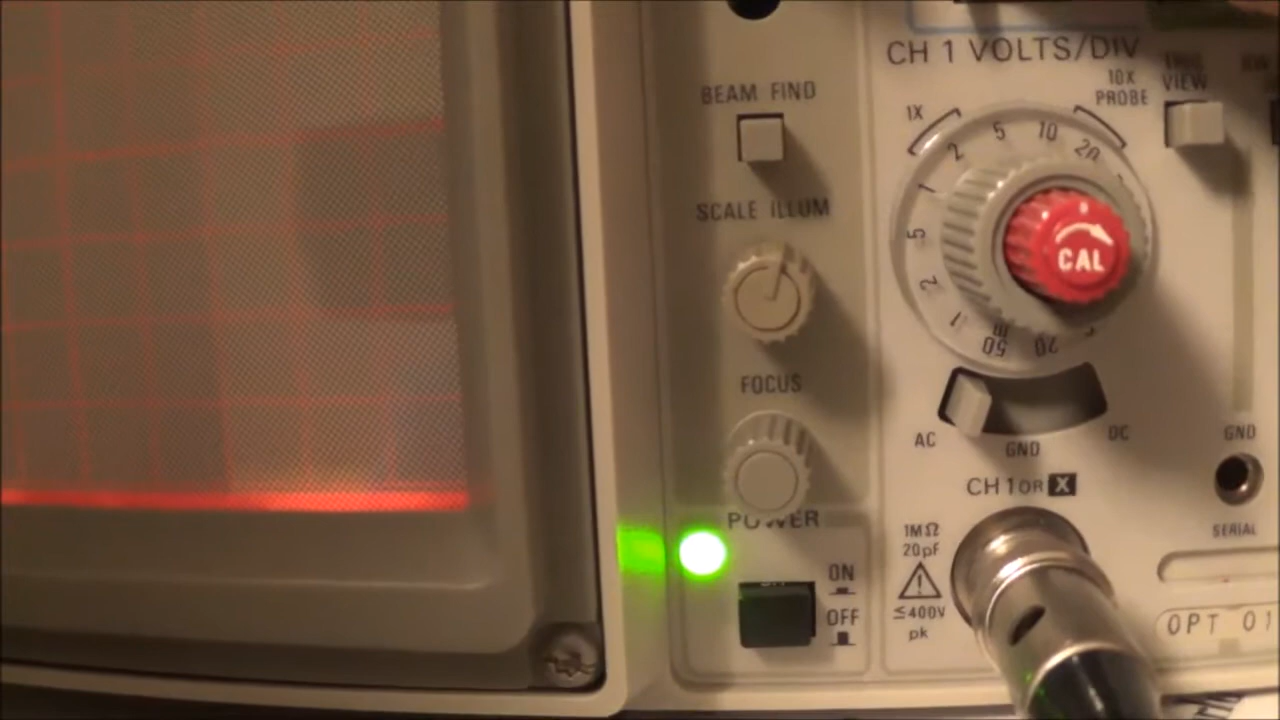 CH 1 VOLTS/DIV
BEAM FIND
10X
PROBE
VIEW
1X
5
10
20
2
1
.5
.2
.1
50
20
m
CAL
SCALE ILLUM
FOCUS
AC
GND
DC
CH 1 OR X
GND
POWER
1MΩ
20pF
≤400V
pk
ON
OFF
SERIAL
OPT 01